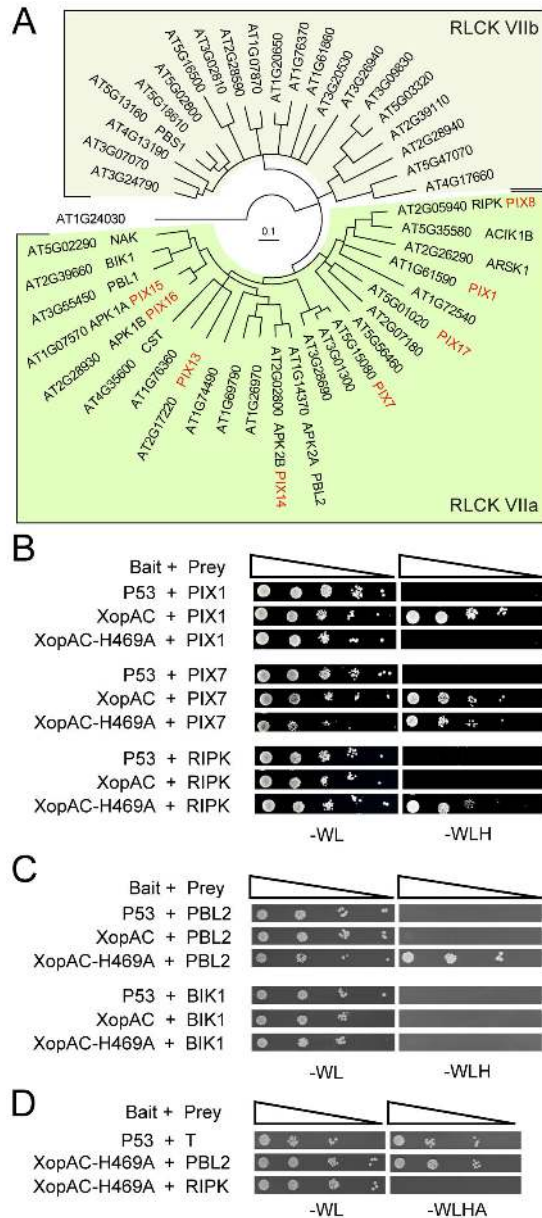 A
RLCK VIIb
AT3G24790
AT3G07070
AT4G13190
AT5G13160 PBS1
AT5G18610
AT5G02800
AT5G16500
AT3G02810
AT2G28590
AT1G07870
AT1G20650
AT1G76370
AT1G61860
AT3G20530
AT3G26940
AT3G09830
AT5G03320
AT2G39110
AT2G28940
AT5G47070
AT4G17660
AT1G24030
0.1
AT2G05940 RIPK PIX8
AT5G35580 ACIK1B
AT2G26290 ARSK1
AT1G61590 PIX1
AT1G72540
AT5G01020
AT2G07180 PIX17
AT5G56460
AT5G15080 PIX7
AT3G01300
AT3G28690
AT1G14370 APK2A PBL2
AT2G02800 APK2B PIX14
AT1G26970
AT1G69790
AT1G74490
AT2G17220 PIX13
AT1G76360
AT4G35600 CST
AT2G28930 APK1B PIX16
AT1G07570 APK1A PIX15
AT3G55450 PBL1
AT2G39660 BIK1
AT5G02290 NAK
RLCK VIIa
B
Bait + Prey
P53 + PIX1
XopAC + PIX1
XopAC-H469A + PIX1
P53 + PIX7
XopAC + PIX7
XopAC-H469A + PIX7
P53 + RIPK
XopAC + RIPK
XopAC-H469A + RIPK
-WL -WLH
C
Bait + Prey
P53 + PBL2
XopAC + PBL2
XopAC-H469A + PBL2
P53 + BIK1
XopAC + BIK1
XopAC-H469A + BIK1
-WL -WLH
D
Bait + Prey
P53 + T
XopAC-H469A + PBL2
XopAC-H469A + RIPK
-WL -WLHA